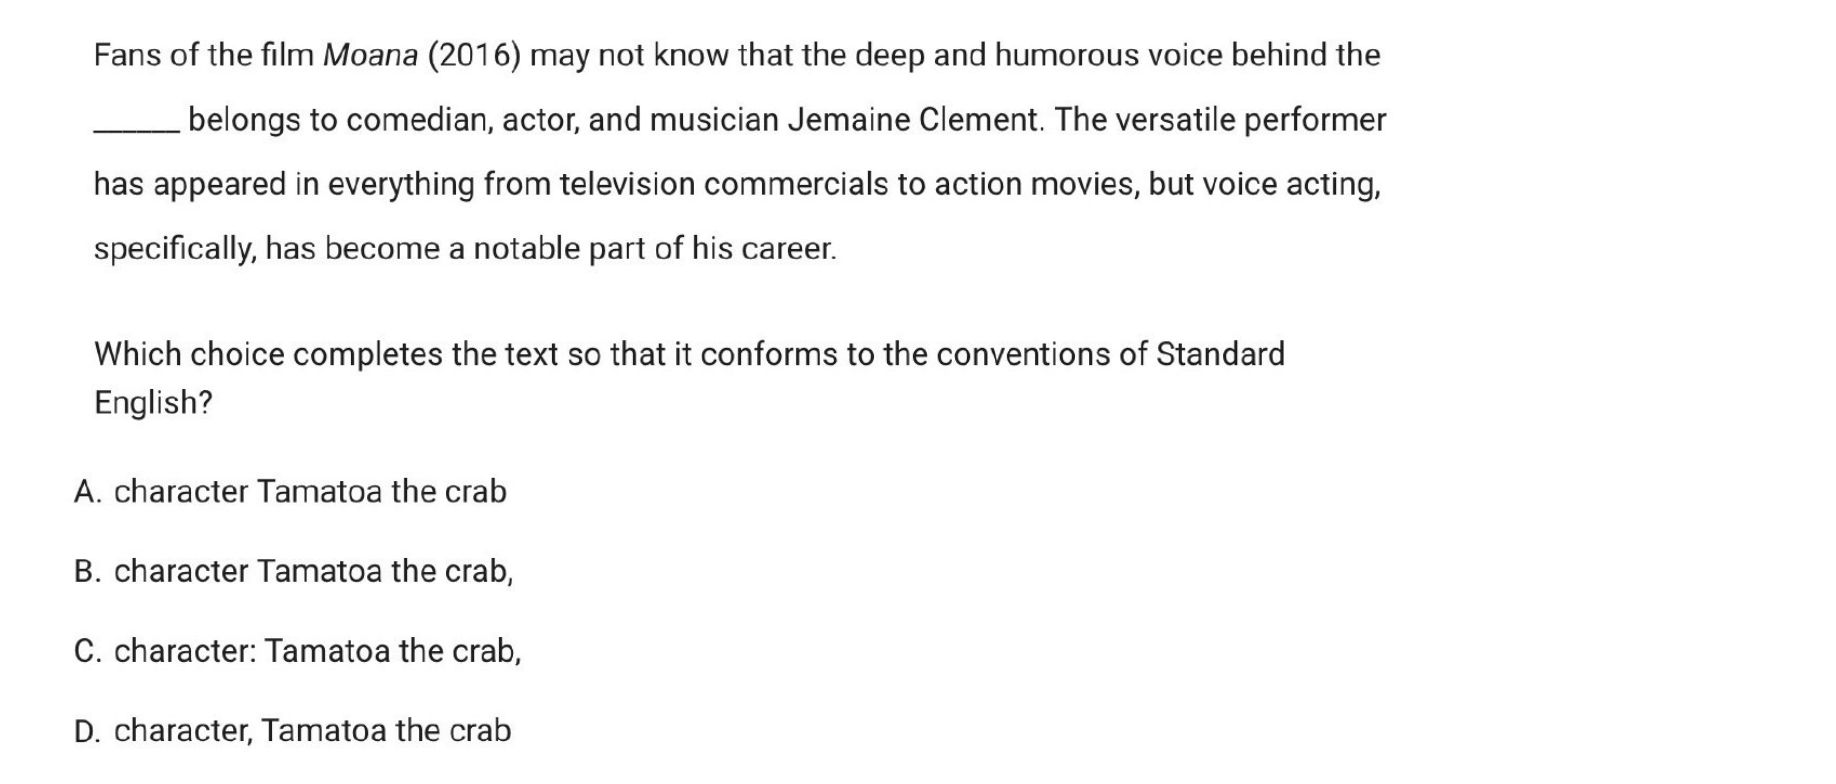 Fans of the film Moana (2016) may not know that the deep and humorous voice behind the
______ belongs to comedian, actor, and musician Jemaine Clement. The versatile performer
has appeared in everything from television commercials to action movies, but voice acting,
specifically, has become a notable part of his career.
Which choice completes the text so that it conforms to the conventions of Standard
English?
A. character Tamatoa the crab
B. character Tamatoa the crab,
C. character: Tamatoa the crab,
D. character, Tamatoa the crab